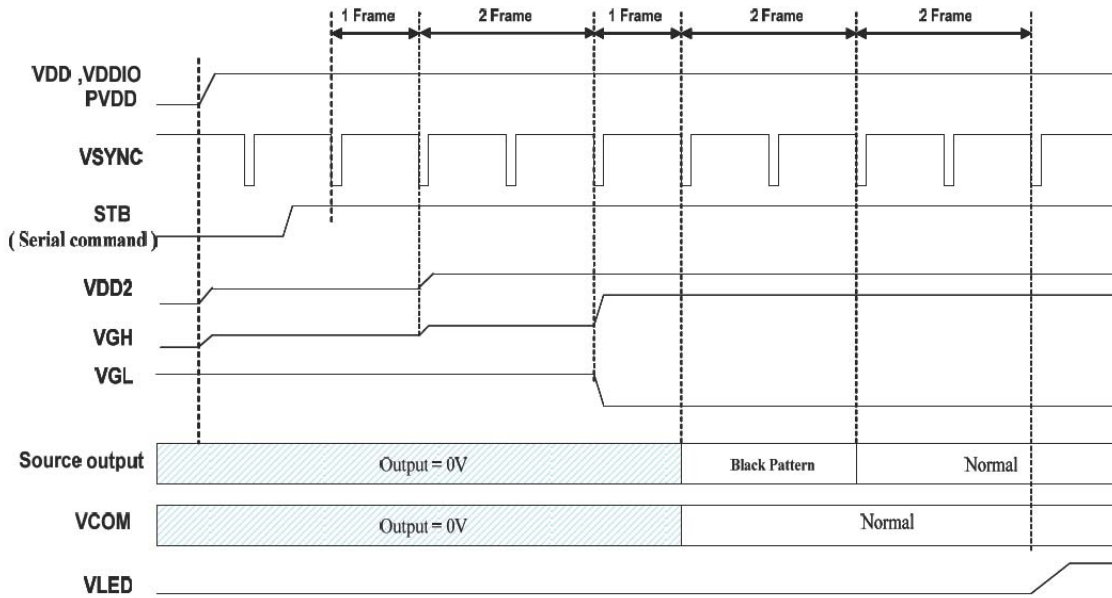 1 Frame 2 Frame 1 Frame 2 Frame 2 Frame
VDD ,VDDIO
PVDD
VSYNC
STB
( Serial command )
VDD2
VGH
VGL
Source output Output = 0V Black Pattern Normal
VCOM Output = 0V Normal
VLED